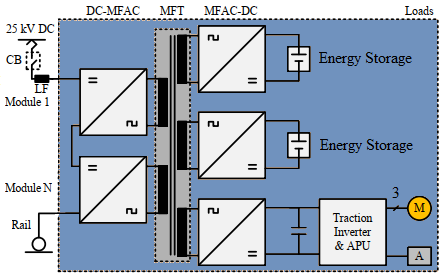 DC-MFAC MFT MFAC-DC Loads
25 kV DC
CB
LF
Module 1
Energy Storage
Energy Storage
Module N
Rail
3
M
Traction
Inverter
& APU
A